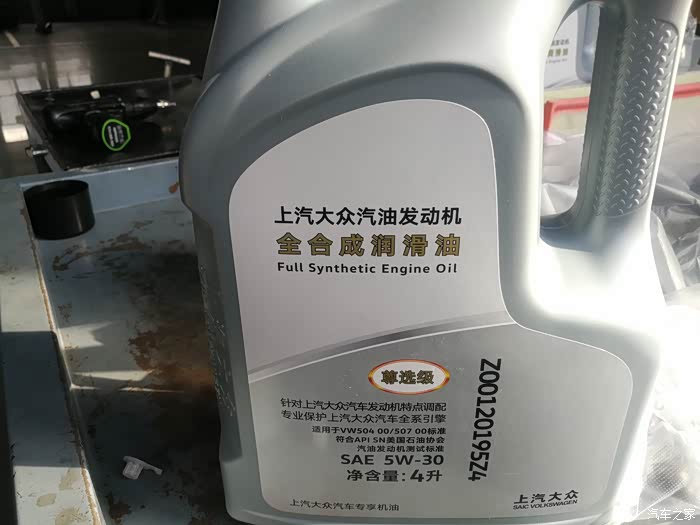 上汽大众汽油发动机
全合成润滑油
Full Synthetic Engine Oil
尊选级
针对上汽大众汽车发动机特点调配
专业保护上汽大众汽车全系引擎
适用于VW504 00/507 00标准
符合API SN美国石油协会
汽油发动机测试标准
SAE 5W-30
净含量:4升
Z0012019524
上汽大众汽车专享机油
上汽大众
SAIC VOLKSWAGEN
汽车之家